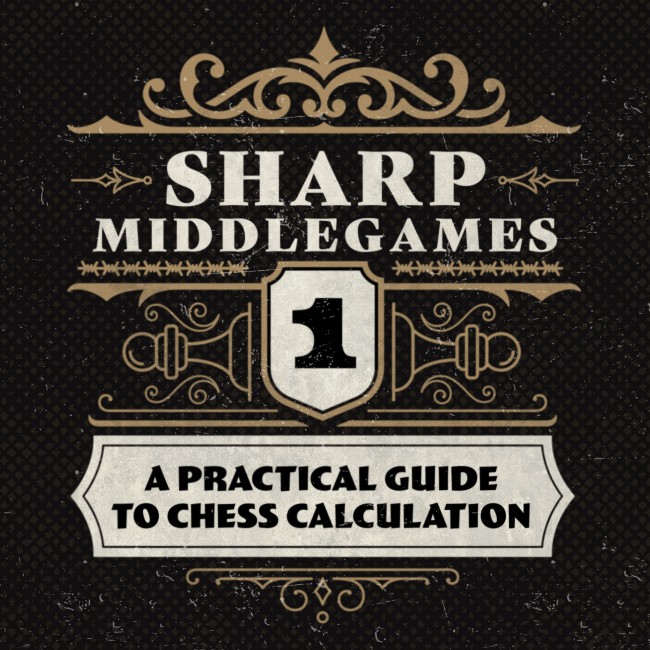 SHARP
MIDDLEGAMES
1
A PRACTICAL GUIDE
TO CHESS CALCULATION